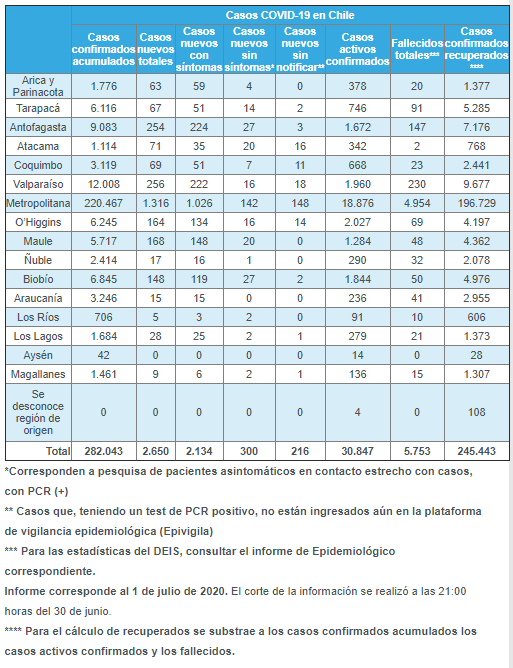 Casos COVID-19 en Chile
Casos confirmados acumulados Casos nuevos totales Casos nuevos con síntomas Casos nuevos sin síntomas* Casos nuevos sin notificar** Casos activos confirmados Fallecidos totales*** Casos confirmados recuperados ****
Arica y Parinacota 1.776 63 59 4 0 378 20 1.377
Tarapacá 6.116 67 51 14 2 746 91 5.285
Antofagasta 9.083 254 224 27 3 1.672 147 7.176
Atacama 1.114 71 35 20 16 342 2 768
Coquimbo 3.119 69 51 7 11 668 23 2.441
Valparaíso 12.008 256 222 16 18 1.960 230 9.677
Metropolitana 220.467 1.316 1.026 142 148 18.876 4.954 196.729
O'Higgins 6.245 164 134 16 14 2.027 69 4.197
Maule 5.717 168 148 20 0 1.284 48 4.362
Ñuble 2.414 17 16 1 0 290 32 2.078
Biobío 6.845 148 119 27 2 1.844 50 4.976
Araucanía 3.246 15 15 0 0 236 41 2.955
Los Ríos 706 5 3 2 0 91 10 606
Los Lagos 1.684 28 25 2 1 279 21 1.373
Aysén 42 0 0 0 0 14 0 28
Magallanes 1.461 9 6 2 1 136 15 1.307
Se desconoce región de origen 0 0 0 0 0 4 0 108
Total 282.043 2.650 2.134 300 216 30.847 5.753 245.443
*Corresponden a pesquisa de pacientes asintomáticos en contacto estrecho con casos,
con PCR (+)
** Casos que, teniendo un test de PCR positivo, no están ingresados aún en la plataforma
de vigilancia epidemiológica (Epivigila)
*** Para las estadísticas del DEIS, consultar el informe de Epidemiológico
correspondiente.
Informe corresponde al 1 de julio de 2020. El corte de la información se realizó a las 21:00
horas del 30 de junio.
**** Para el cálculo de recuperados se substrae a los casos confirmados acumulados los
casos activos confirmados y los fallecidos.